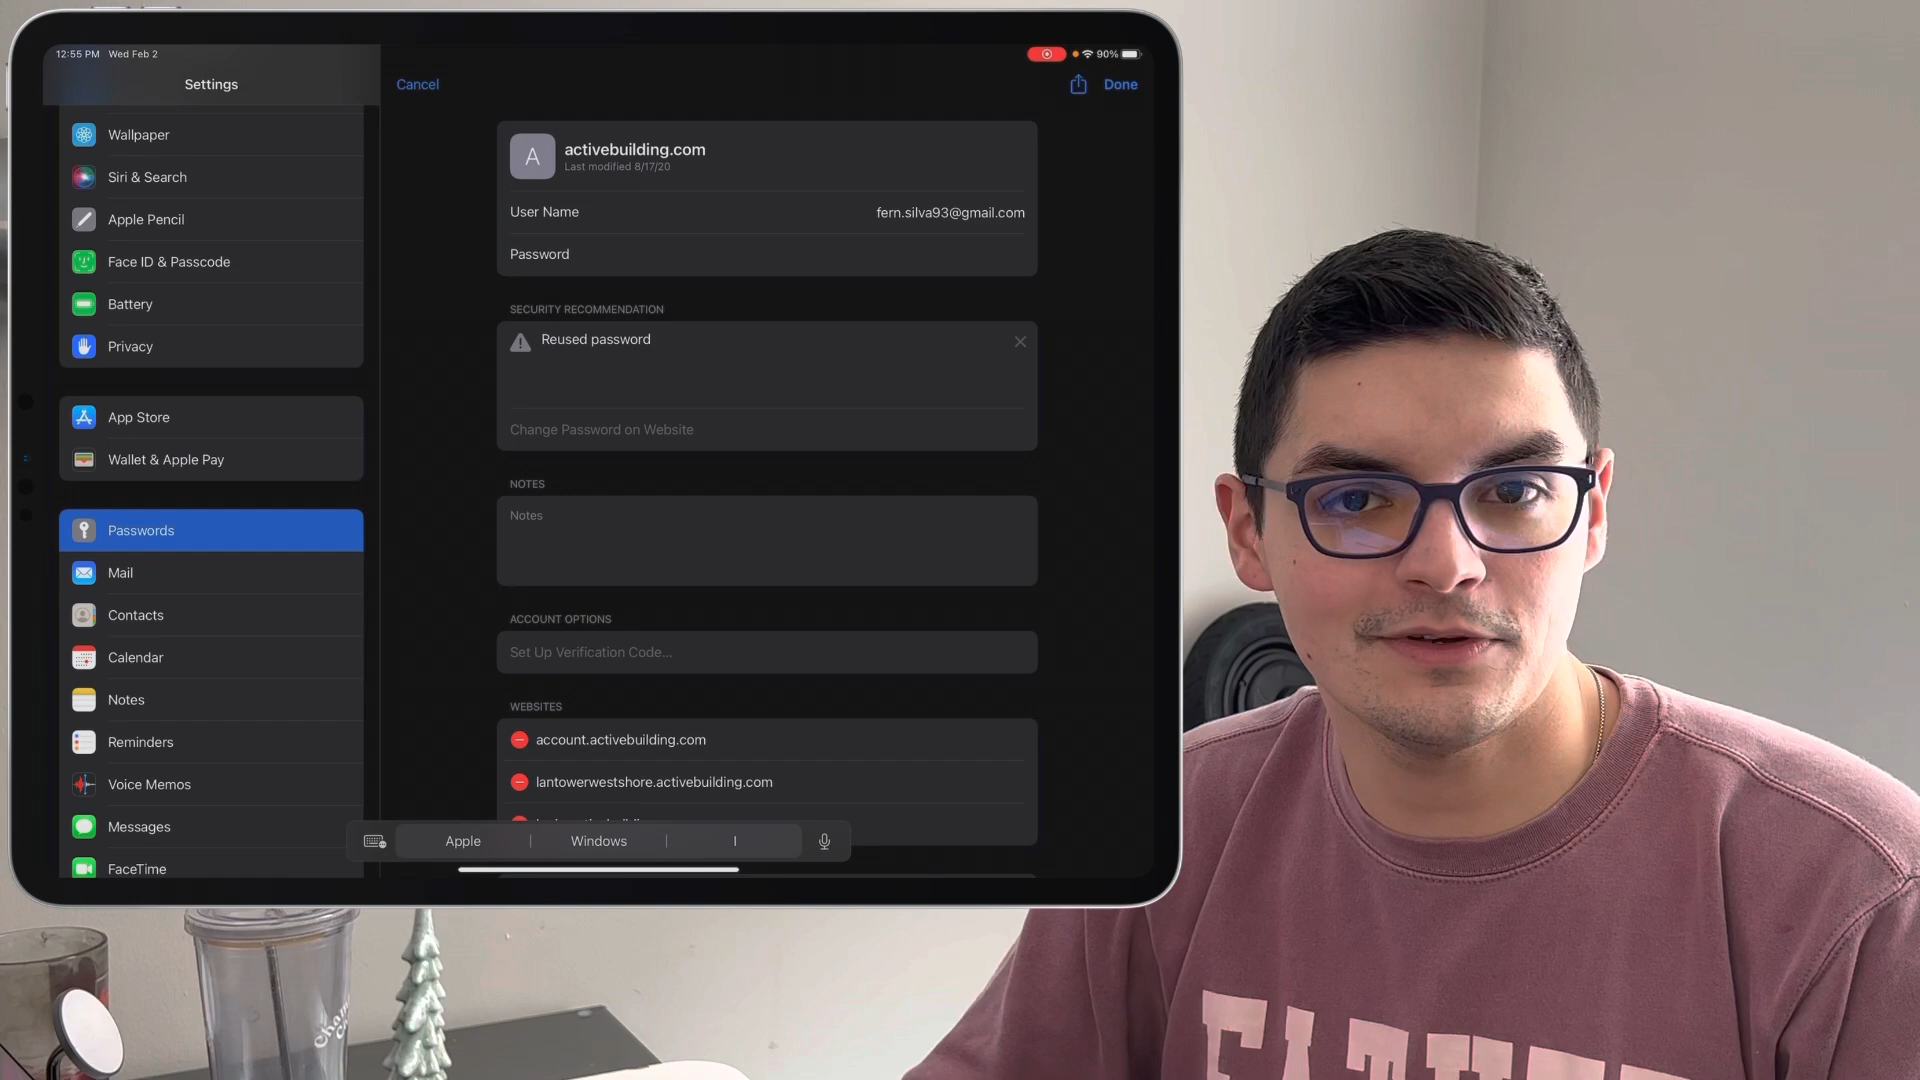 12:55 PM Wed Feb 2
90%
Settings
Cancel
Done
Wallpaper
Siri & Search
Apple Pencil
Face ID & Passcode
Battery
Privacy
App Store
Wallet & Apple Pay
Passwords
Mail
Contacts
Calendar
Notes
Reminders
Voice Memos
Messages
FaceTime
A
activebuilding.com
Last modified 8/17/20
User Name
fern.silva93@gmail.com
Password
SECURITY RECOMMENDATION
Reused password
Change Password on Website
NOTES
Notes
ACCOUNT OPTIONS
Set Up Verification Code...
WEBSITES
account.activebuilding.com
lantowerwestshore.activebuilding.com
Apple
Windows
I